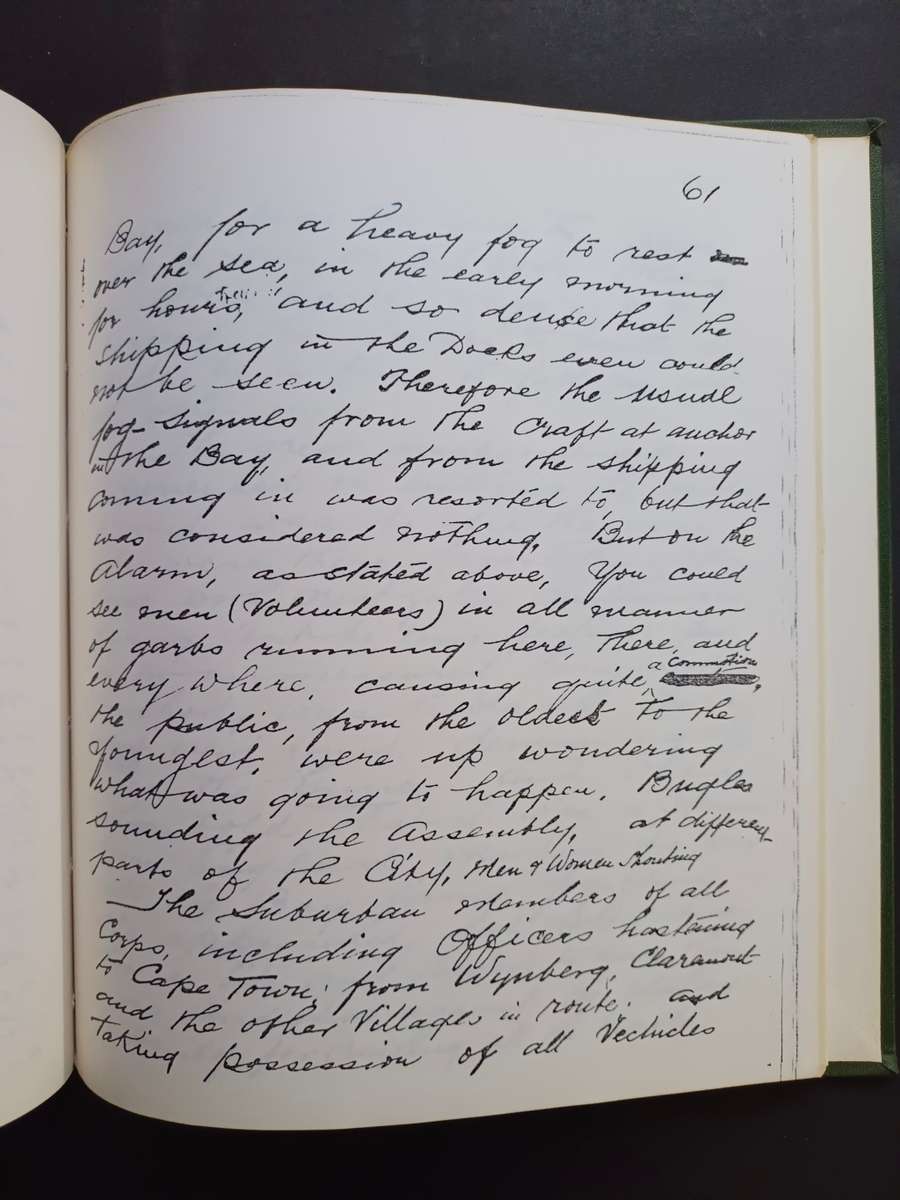 61
Bay, for a heavy fog to rest
over the sea, in the early morning
for hours, and so dense that the
shipping in the Docks even could
not be seen. Therefore the usual
fog-signals from the craft at anchor
in the Bay, and from the shipping
coming in was resorted to, but that
was considered nothing. But on the
Alarm, as stated above, You could
see men (Volunteers) in all manner
of garbs running here, There, and
every where, causing quite a commotion,
the public, from the oldest to the
Youngest, were up wondering
what was going to happen. Bugles
sounding the Assembly, at different
parts of the City, Men & Women Shouting
The Suburban Members of all
Corps, including Officers hastening
to Cape Town; from Wynberg, Claremont
and the other Villages in route; and
taking possession of all Vechicles